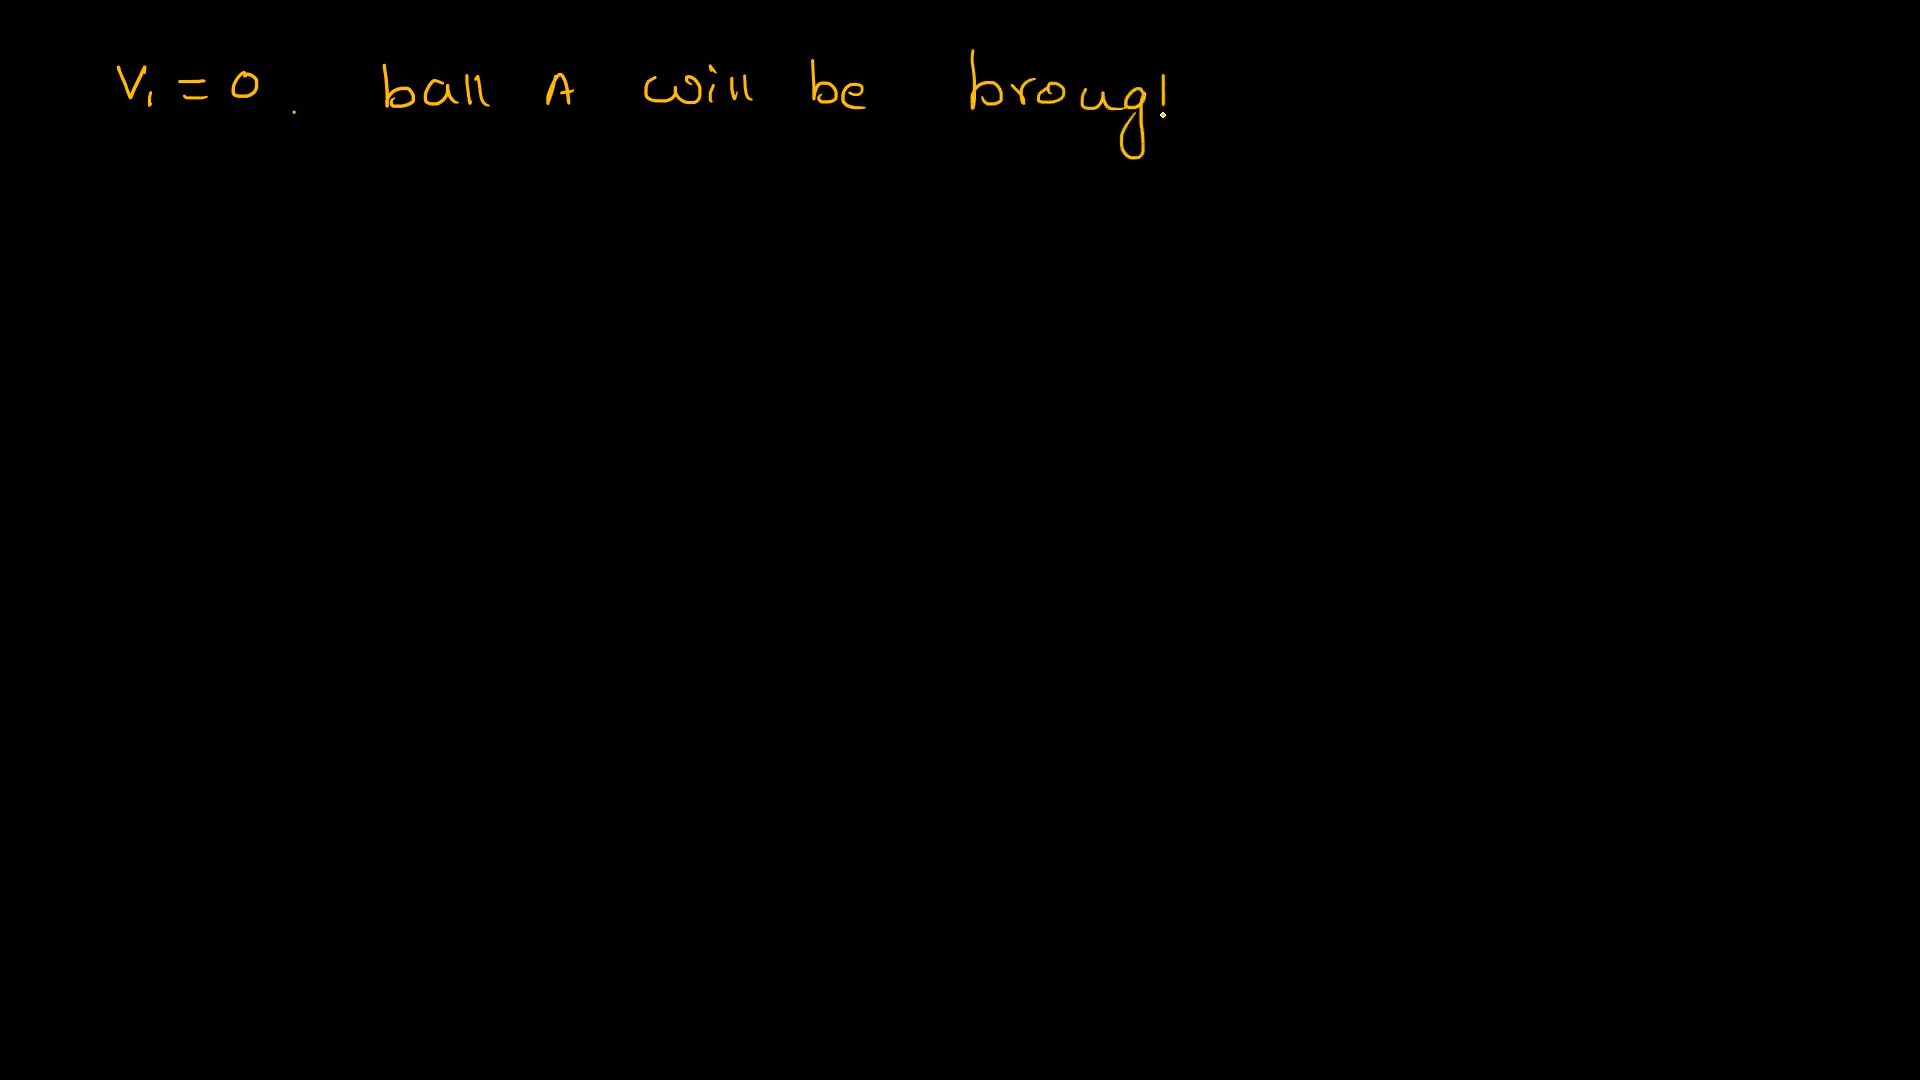 V₁ = 0. ball A will be broug!